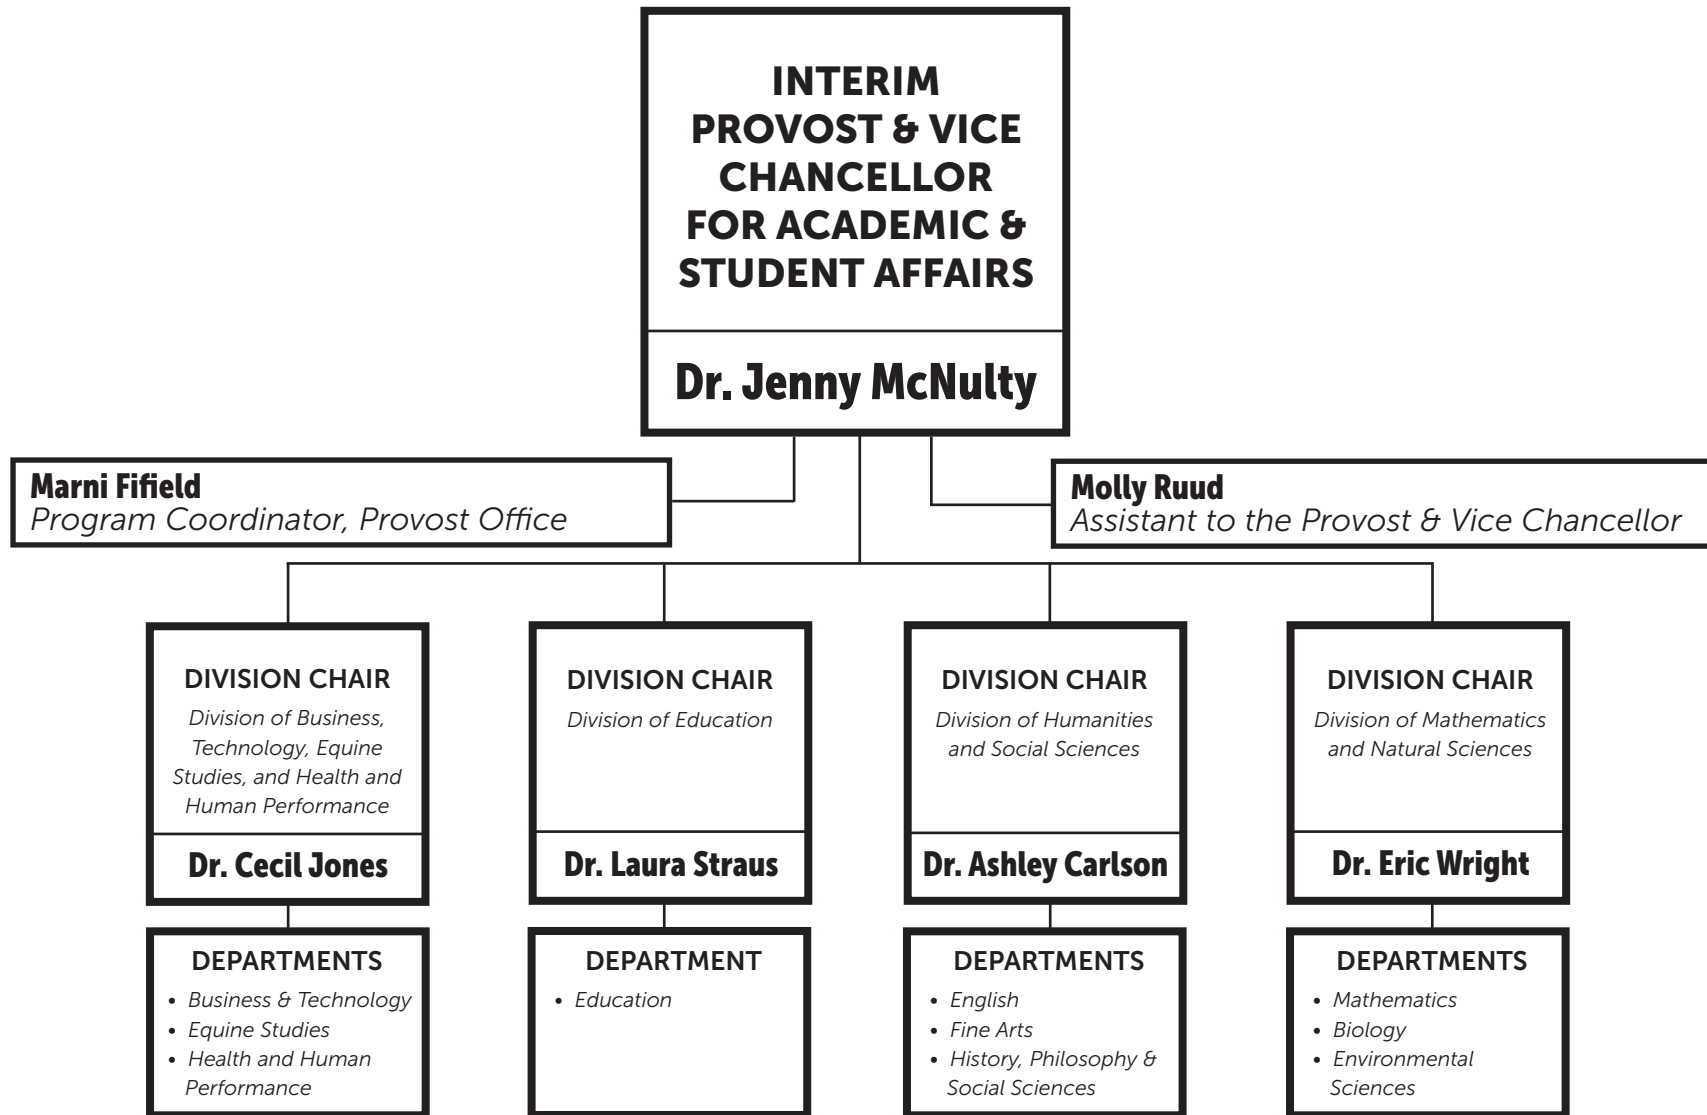 INTERIM
PROVOST & VICE
CHANCELLOR
FOR ACADEMIC &
STUDENT AFFAIRS
Dr. Jenny McNulty
Marni Fifield
Program Coordinator, Provost Office
Molly Ruud
Assistant to the Provost & Vice Chancellor
DIVISION CHAIR
Division of Business,
Technology, Equine
Studies, and Health and
Human Performance
Dr. Cecil Jones
DEPARTMENTS
• Business & Technology
• Equine Studies
• Health and Human
Performance
DIVISION CHAIR
Division of Education
Dr. Laura Straus
DEPARTMENT
• Education
DIVISION CHAIR
Division of Humanities
and Social Sciences
Dr. Ashley Carlson
DEPARTMENTS
• English
• Fine Arts
• History, Philosophy &
Social Sciences
DIVISION CHAIR
Division of Mathematics
and Natural Sciences
Dr. Eric Wright
DEPARTMENTS
• Mathematics
• Biology
• Environmental
Sciences